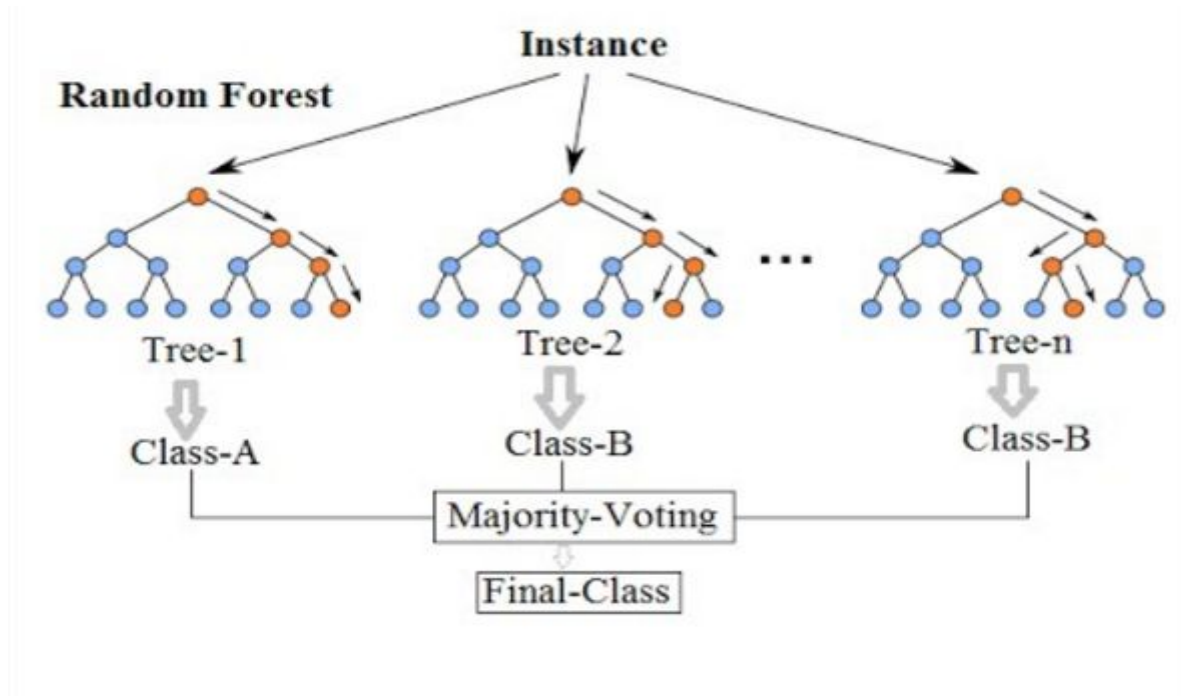 Instance
Random Forest
...
Tree-1
Tree-2
Tree-n
Class-A
Class-B
Class-B
Majority-Voting
Final-Class